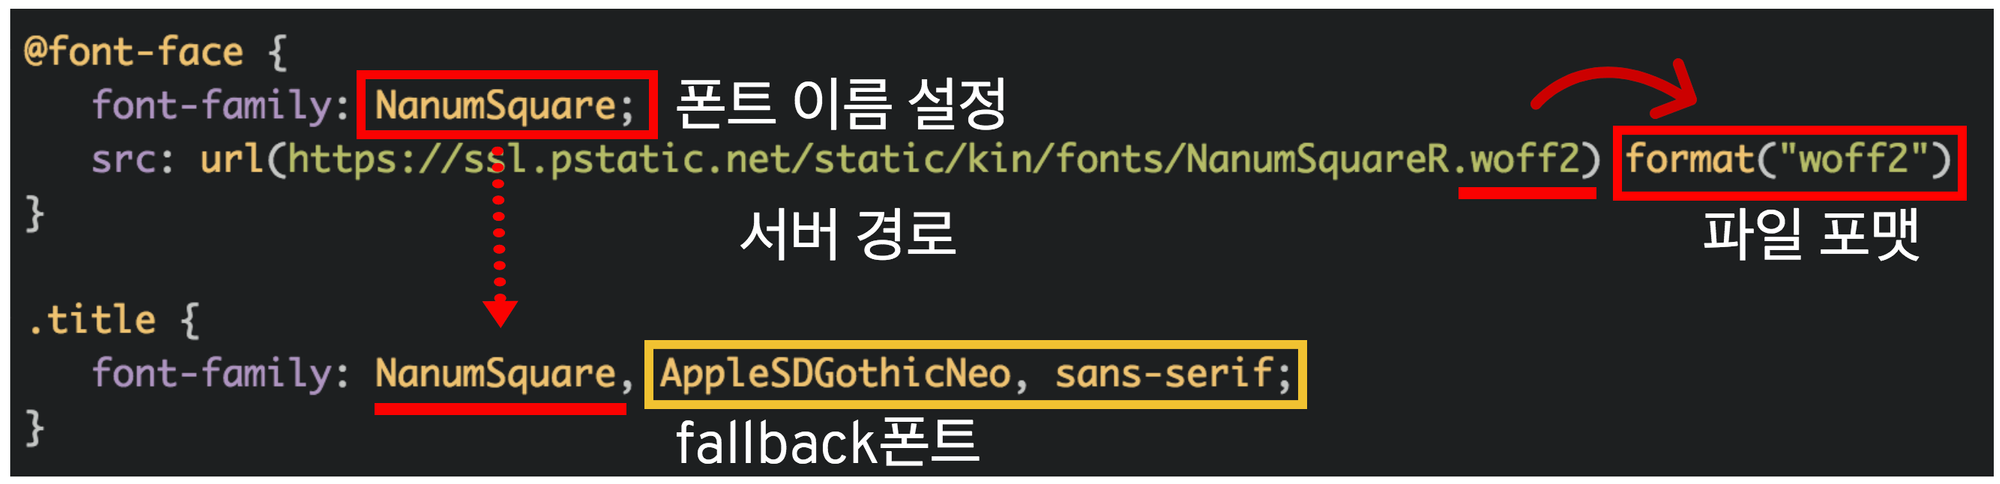 @font-face {
font-family: NanumSquare; 폰트 이름 설정
src: url(https://ssl.pstatic.net/static/kin/fonts/NanumSquareR.woff2) format("woff2")
} 서버 경로 파일 포맷
.title {
font-family: NanumSquare, AppleSDGothicNeo, sans-serif;
}
fallback폰트